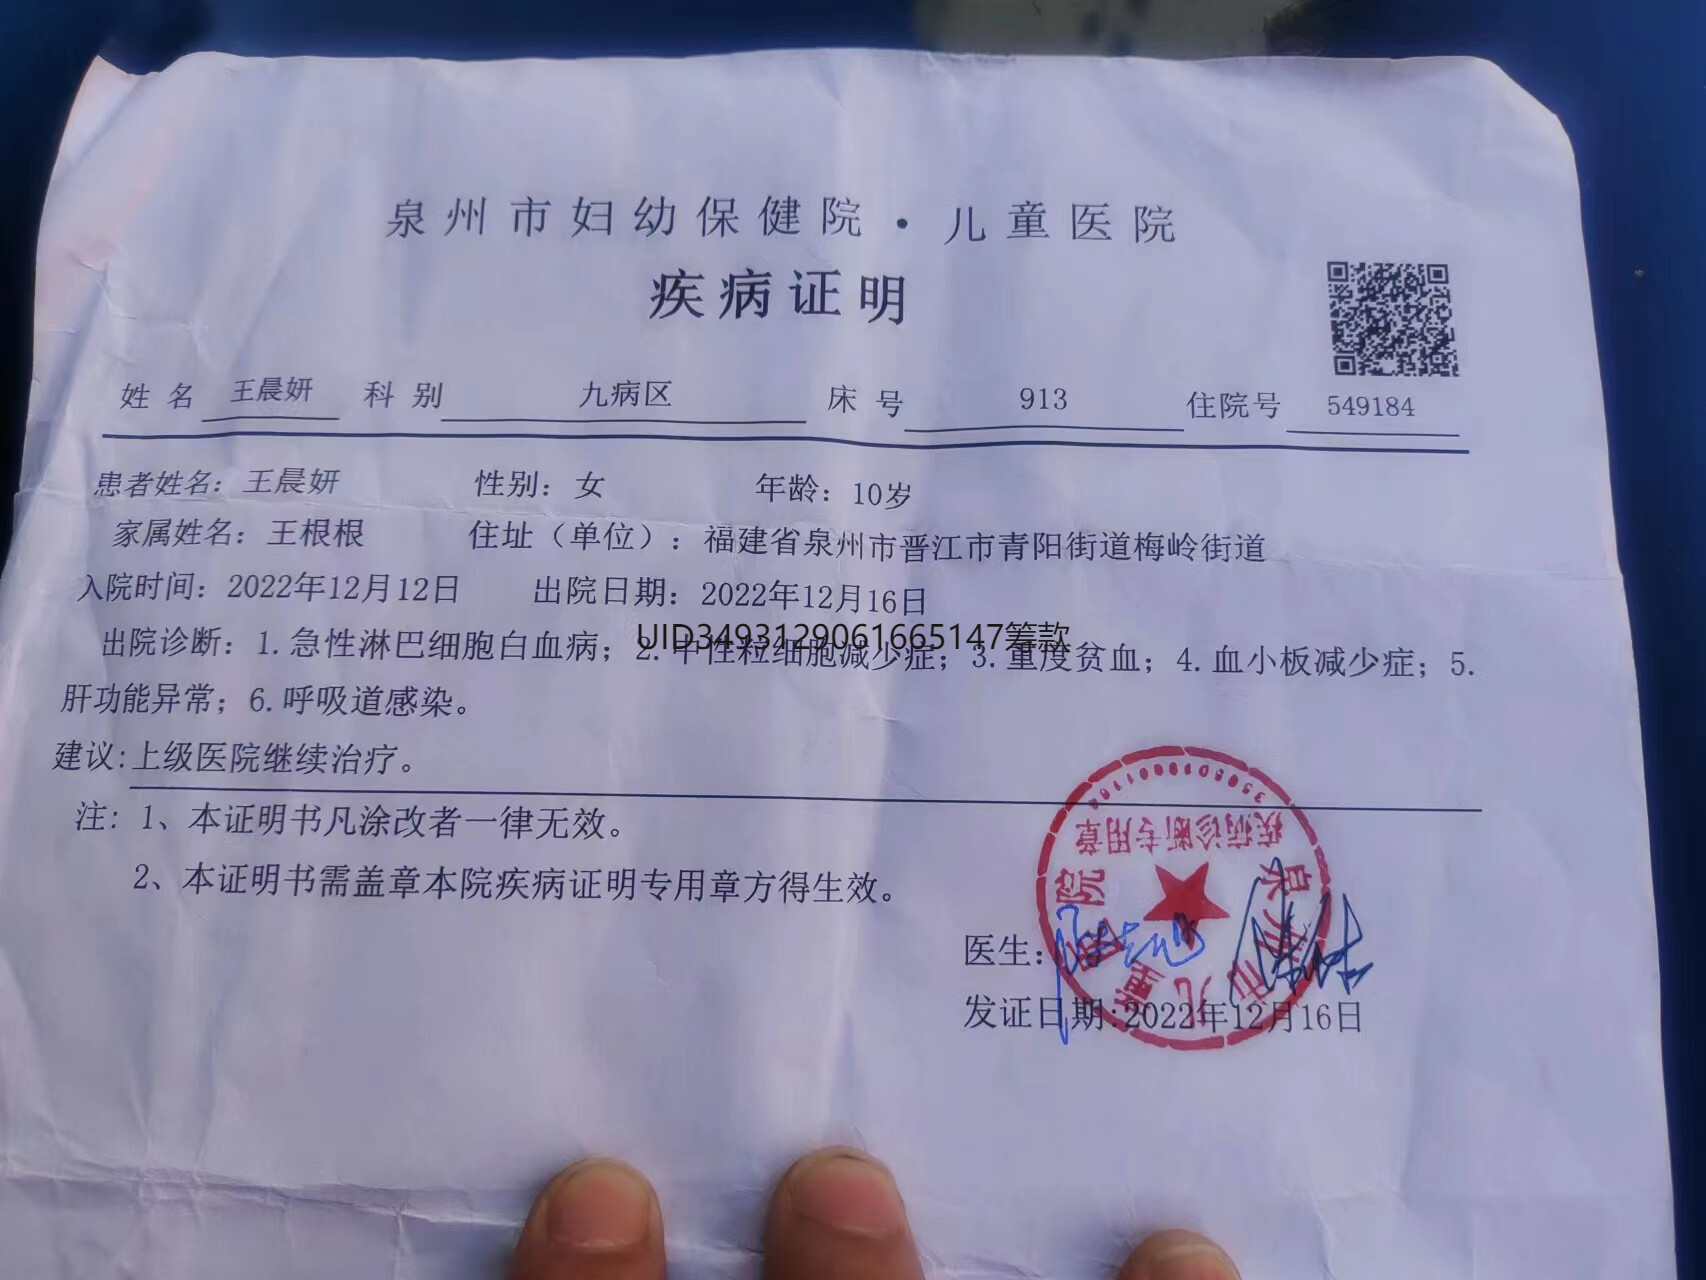 泉州市妇幼保健院·儿童医院
疾病证明
姓名 王晨妍 科别 九病区 床号 913 住院号 549184
患者姓名：王晨妍 性别：女 年龄：10岁
家属姓名：王根根 住址（单位）：福建省泉州市晋江市青阳街道梅岭街道
入院时间：2022年12月12日 出院日期：2022年12月16日
出院诊断：1.急性淋巴细胞白血病；2.中性粒细胞减少症；3.重度贫血；4.血小板减少症；5.
UID3493129061665147筹款
肝功能异常；6.呼吸道感染。
建议:上级医院继续治疗。
注：1、本证明书凡涂改者一律无效。
2、本证明书需盖章本院疾病证明专用章方得生效。
泉州市儿童医院
疾病诊断专用章
医生:
发证日期:2022年12月16日